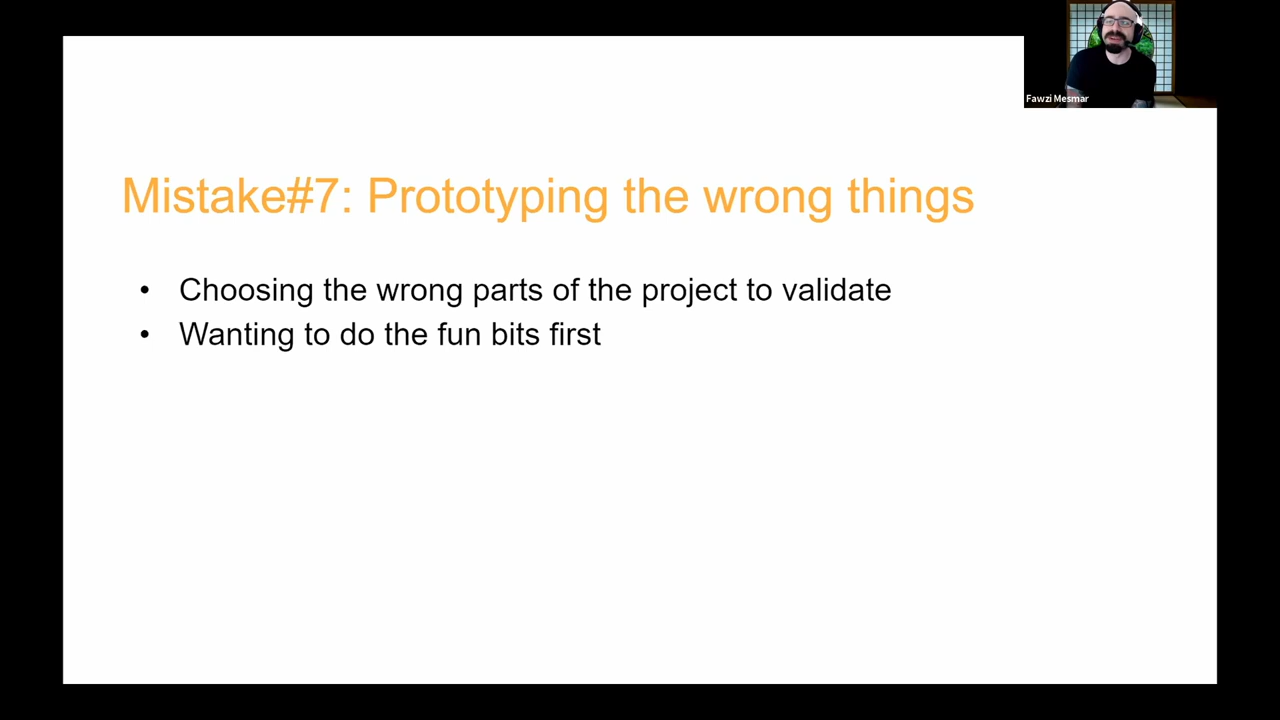 Fawzi Mesmar
Mistake#7: Prototyping the wrong things
• Choosing the wrong parts of the project to validate
• Wanting to do the fun bits first